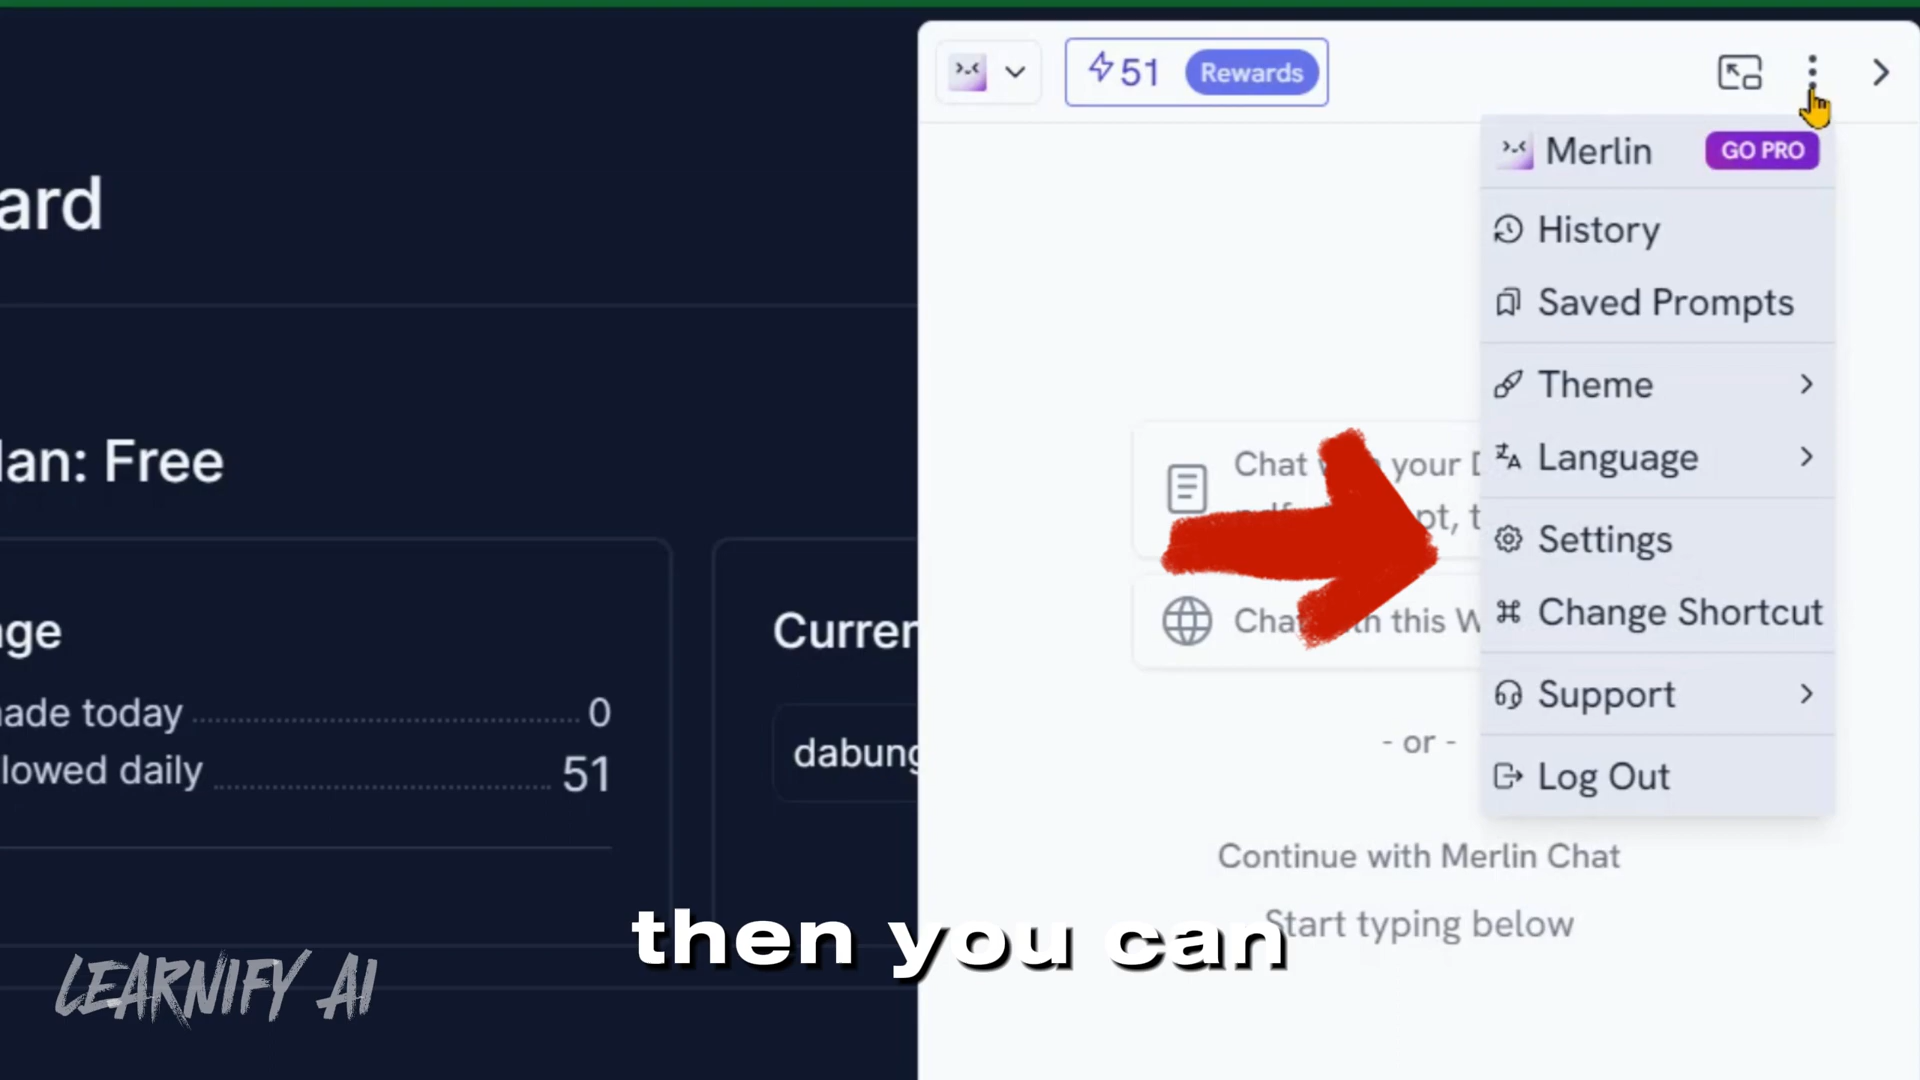 ard
lan: Free
ge
ade today 0
lowed daily 51
Curren
dabung
51 Rewards
Merlin GO PRO
History
Saved Prompts
Theme
Language
Settings
Change Shortcut
Support
Log Out
Chat your D
pt, t
Cha this W
- or -
Continue with Merlin Chat
Start typing below
then you can
LEARNIFY AI